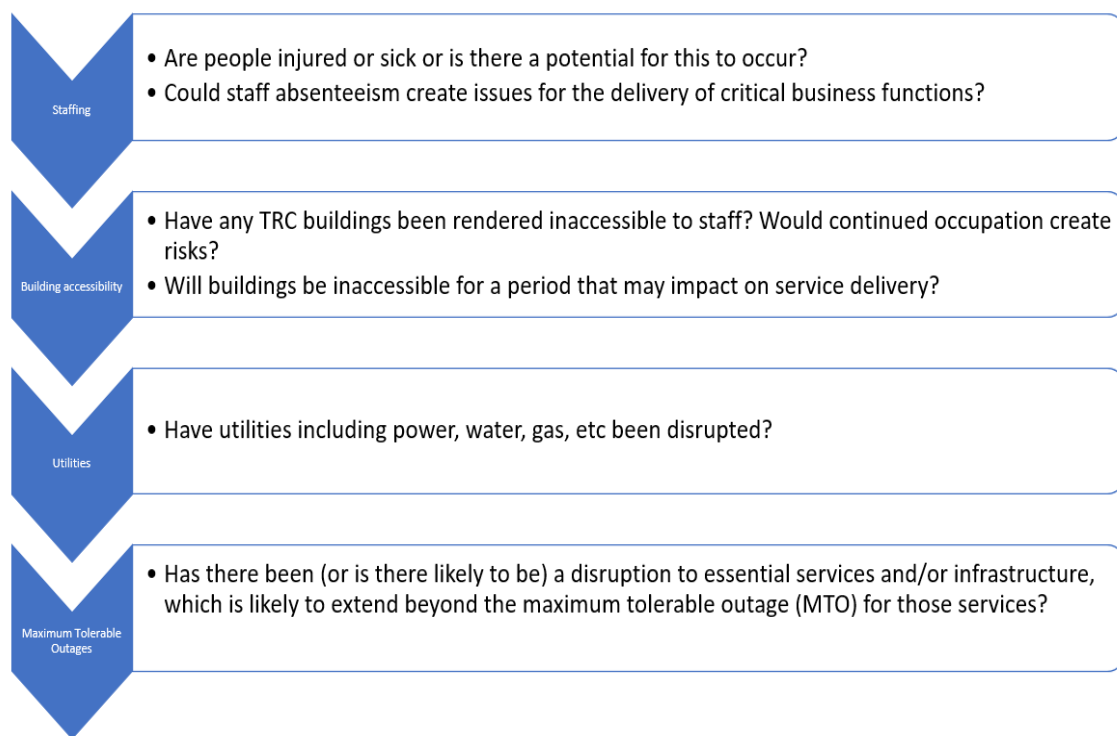 Staffing
• Are people injured or sick or is there a potential for this to occur?
• Could staff absenteeism create issues for the delivery of critical business functions?
Building accessibility
• Have any TRC buildings been rendered inaccessible to staff? Would continued occupation create
risks?
• Will buildings be inaccessible for a period that may impact on service delivery?
Utilities
• Have utilities including power, water, gas, etc been disrupted?
Maximum Tolerable
Outages
• Has there been (or is there likely to be) a disruption to essential services and/or infrastructure,
which is likely to extend beyond the maximum tolerable outage (MTO) for those services?